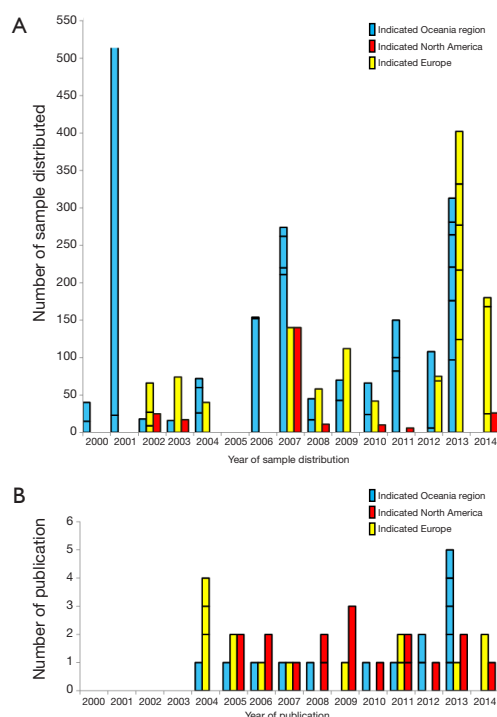 A
Number of sample distributed
550
500
450
400
350
300
250
200
150
100
50
0
Indicated Oceania region
Indicated North America
Indicated Europe
2000 2001 2002 2003 2004 2005 2006 2007 2008 2009 2010 2011 2012 2013 2014
Year of sample distribution
B
Number of publication
6
5
4
3
2
1
0
Indicated Oceania region
Indicated North America
Indicated Europe
2000 2001 2002 2003 2004 2005 2006 2007 2008 2009 2010 2011 2012 2013 2014
Year of publication